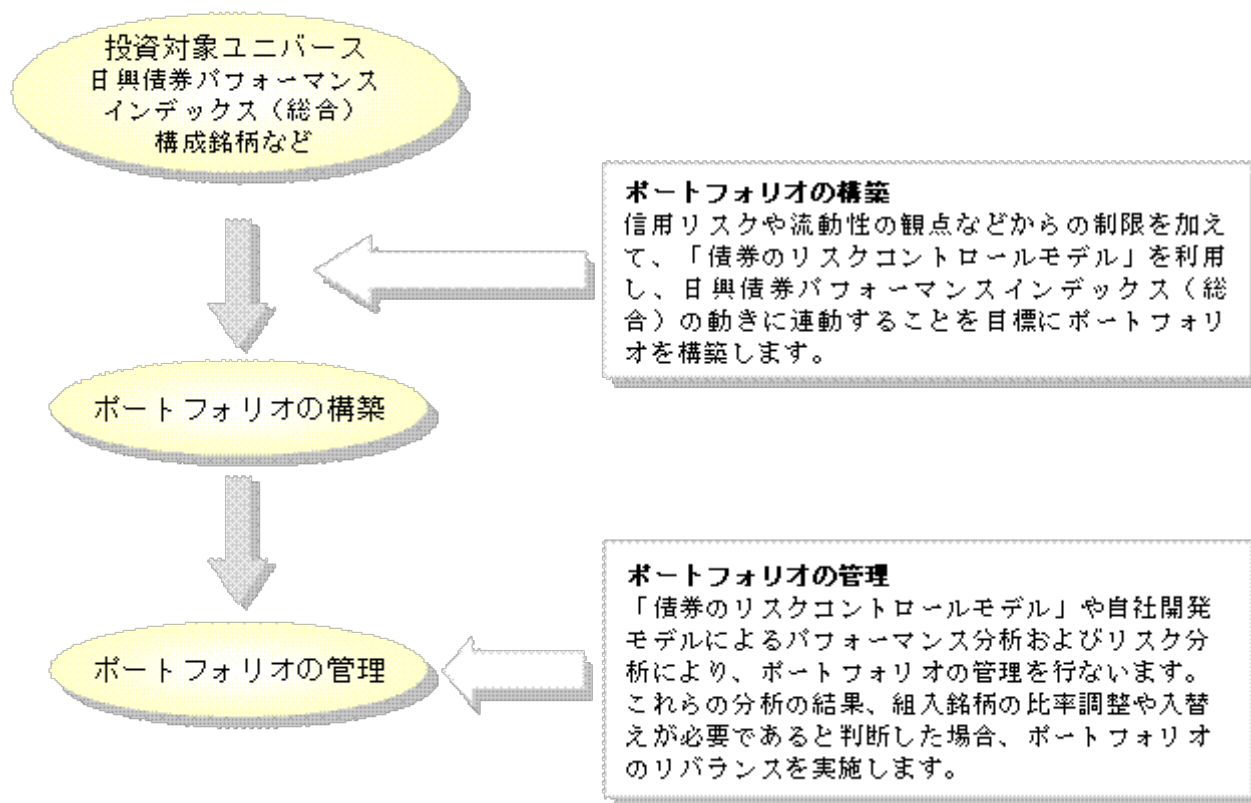 投資対象ユニバース
日興債券パフォーマンス
インデックス（総合）
構成銘柄など
ポートフォリオの構築
信用リスクや流動性の観点などからの制限を加え
て、「債券のリスクコントロールモデル」を利用
し、日興債券パフォーマンスインデックス（総
合）の動きに連動することを目標にポートフォリ
オを構築します。
ポートフォリオの構築
ポートフォリオの管理
「債券のリスクコントロールモデル」や自社開発
モデルによるパフォーマンス分析およびリスク分
析により、ポートフォリオの管理を行ないます。
これらの分析の結果、組入銘柄の比率調整や入替
えが必要であると判断した場合、ポートフォリオ
のリバランスを実施します。
ポートフォリオの管理